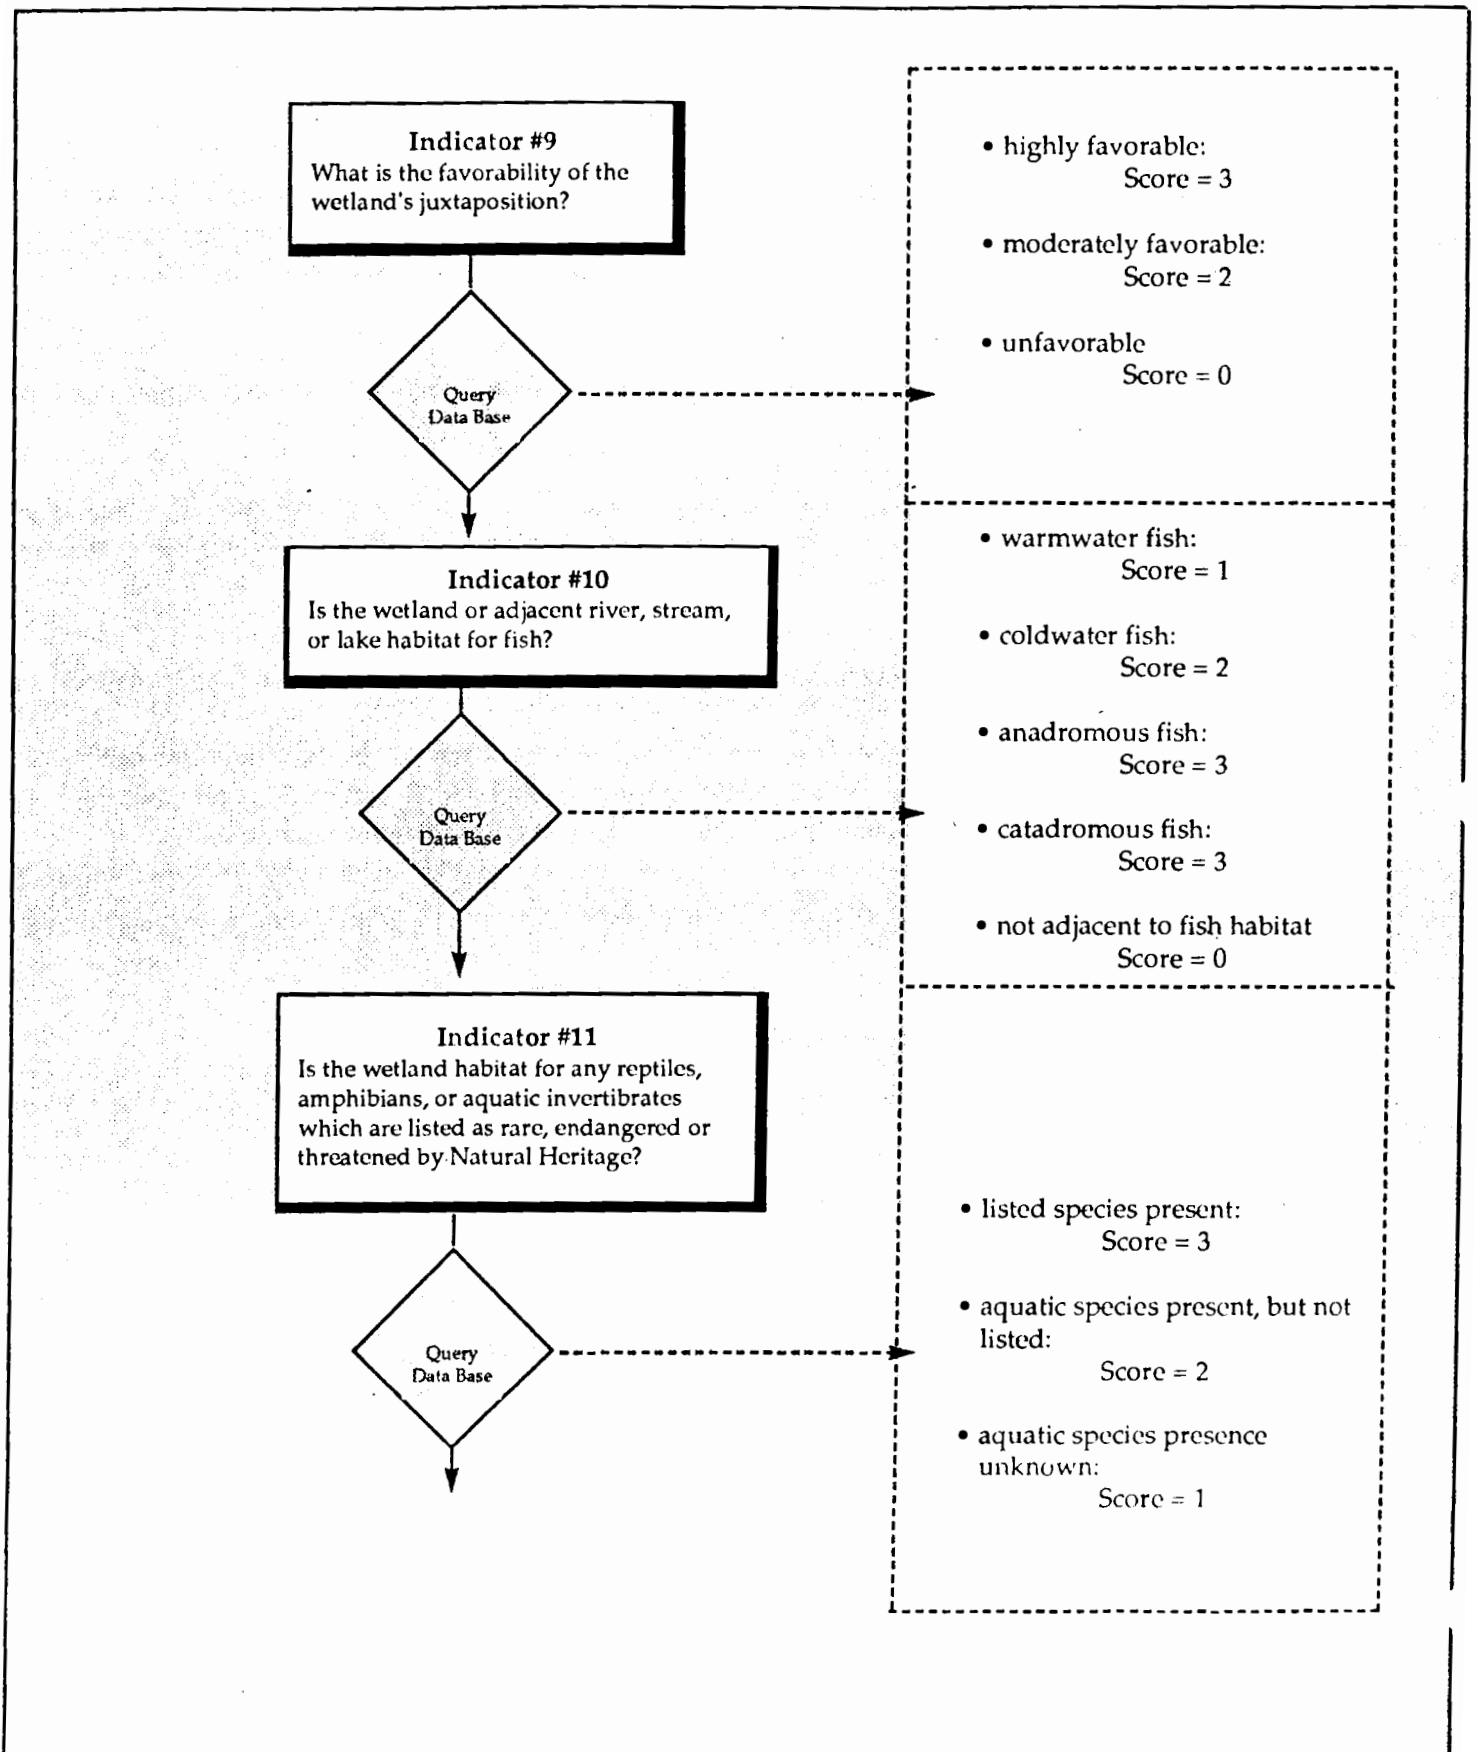 Indicator #9
What is the favorability of the
wetland's juxtaposition?
Query
Data Base
• highly favorable:
Score = 3
• moderately favorable:
Score = 2
• unfavorable
Score = 0
Indicator #10
Is the wetland or adjacent river, stream,
or lake habitat for fish?
Query
Data Base
• warmwater fish:
Score = 1
• coldwater fish:
Score = 2
• anadromous fish:
Score = 3
• catadromous fish:
Score = 3
• not adjacent to fish habitat
Score = 0
Indicator #11
Is the wetland habitat for any reptiles,
amphibians, or aquatic invertibrates
which are listed as rare, endangered or
threatened by Natural Heritage?
Query
Data Base
• listed species present:
Score = 3
• aquatic species present, but not
listed:
Score = 2
• aquatic species presence
unknown:
Score = 1